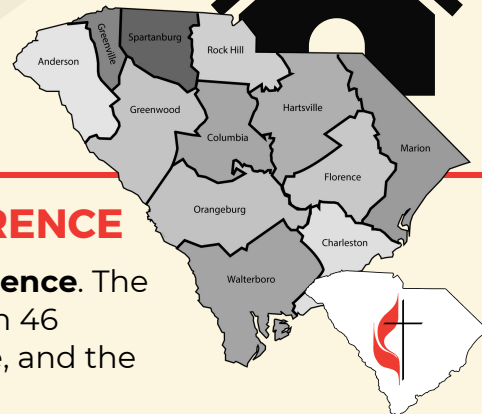 Greenville
Spartanburg
Rock Hill
Anderson
Greenwood
Hartsville
Columbia
Marion
Florence
Orangeburg
Charleston
Walterboro
RENCE
ence. The
n 46
e, and the